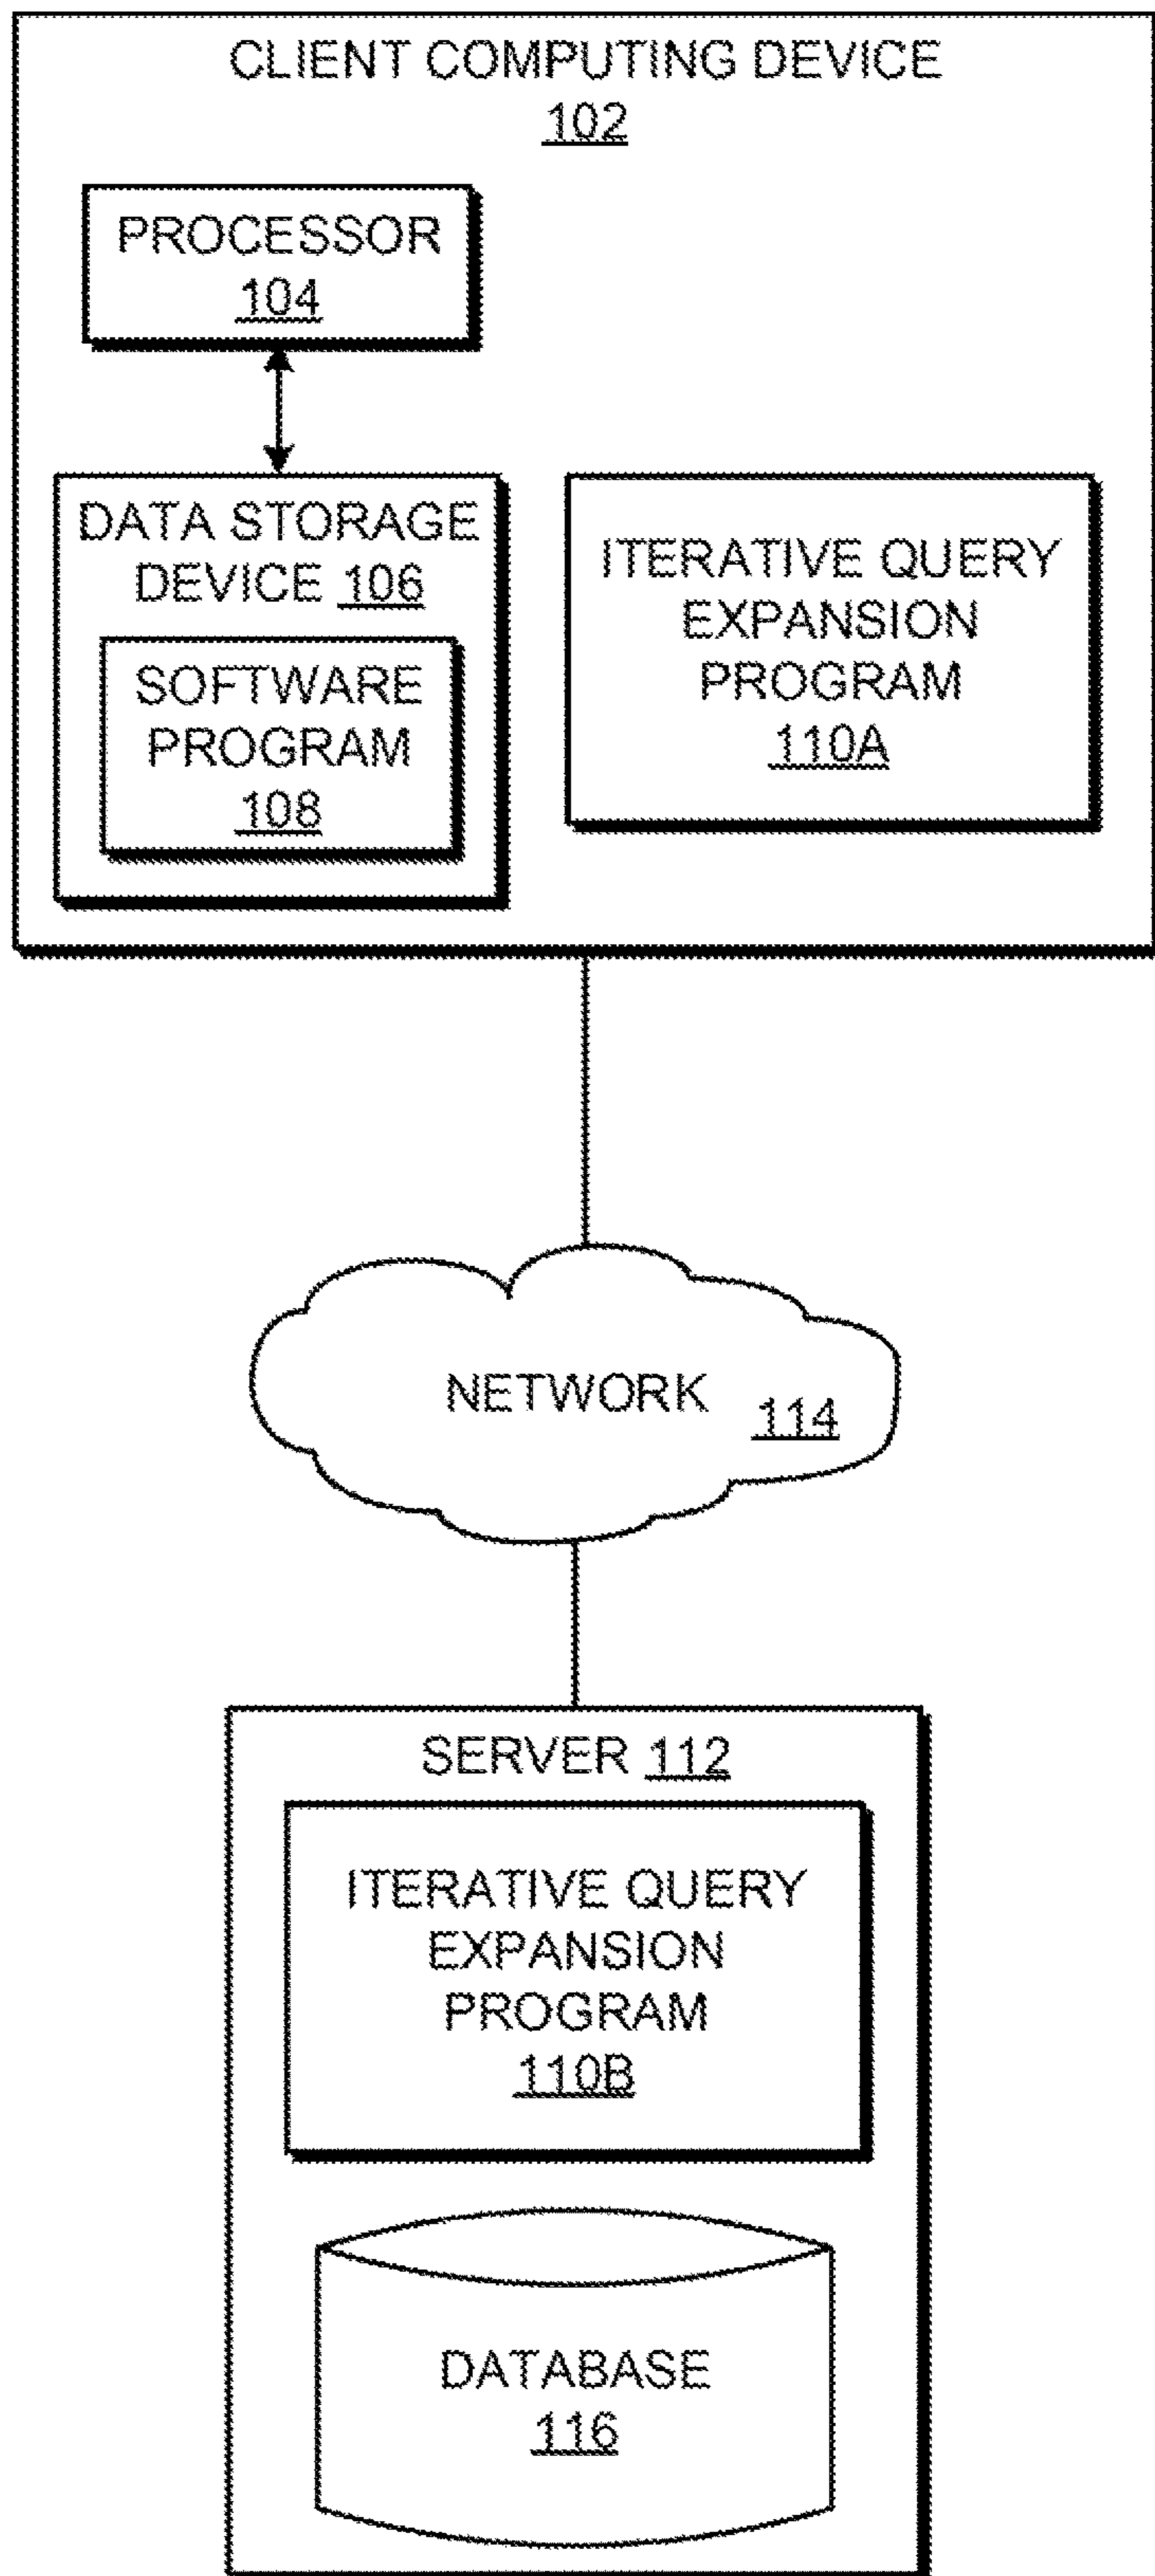 CLIENT COMPUTING DEVICE
102
PROCESSOR
104
DATA STORAGE
DEVICE 106
SOFTWARE
PROGRAM
108
ITERATIVE QUERY
EXPANSION
PROGRAM
110A
NETWORK 114
SERVER 112
ITERATIVE QUERY
EXPANSION
PROGRAM
110B
DATABASE
116